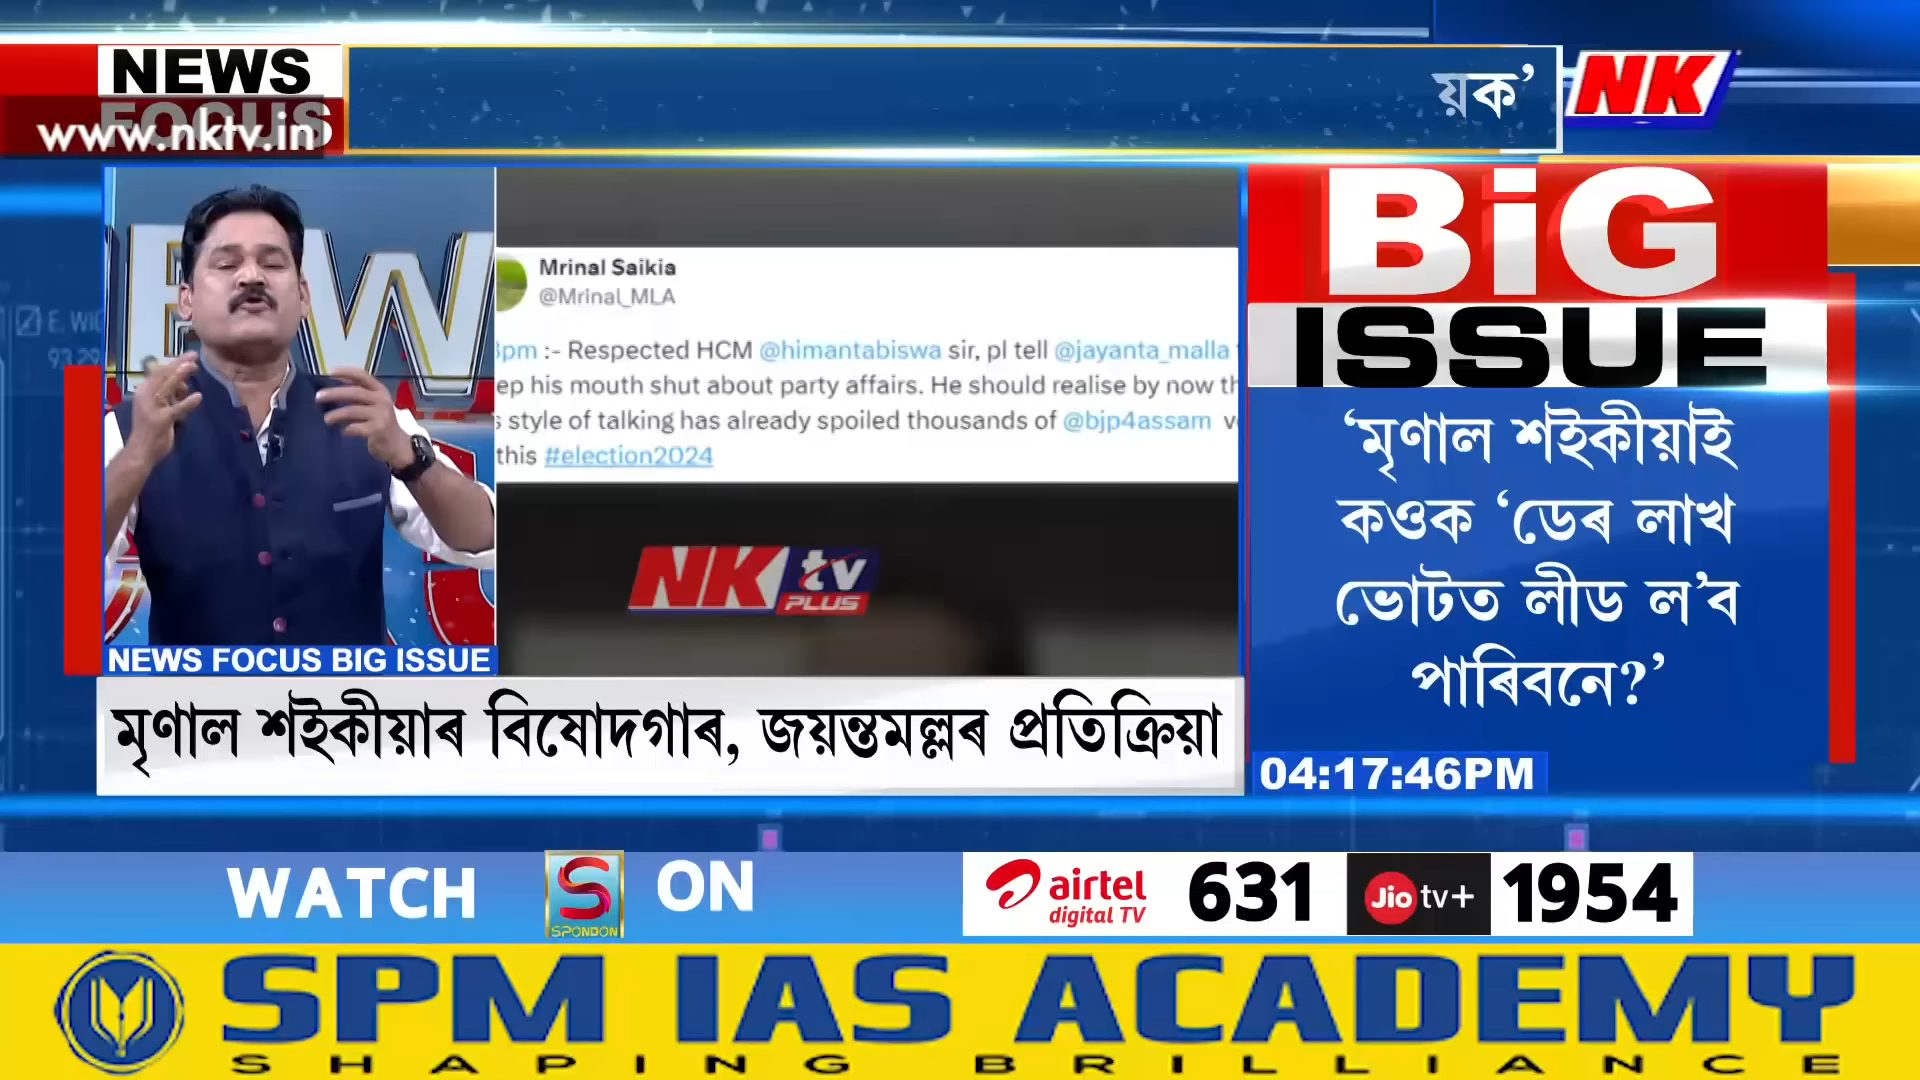 NEWS
FOCUS
www.nktv.in
য়ক’
NK
Mrinal Saikia
@Mrinal_MLA
:- Respected HCM @himantabiswa sir, pl tell @jayanta_malla
his mouth shut about party affairs. He should realise by now
style of talking has already spoiled thousands of @bjp4assam
this #election2024
NK tv
PLUS
NEWS FOCUS BIG ISSUE
মৃণাল শইকীয়াৰ বিষোদগাৰ, জয়ন্তমল্লৰ প্ৰতিক্ৰিয়া
BiG
ISSUE
‘মৃণাল শইকীয়াই
কওক ‘ডেৰ লাখ
ভোটত লীড ল’ব
পাৰিবনে?’
04:17:46PM
WATCH S SPONDON ON
airtel digital TV 631 Jio tv+ 1954
SPM IAS ACADEMY
SHAPING BRILLIANCE